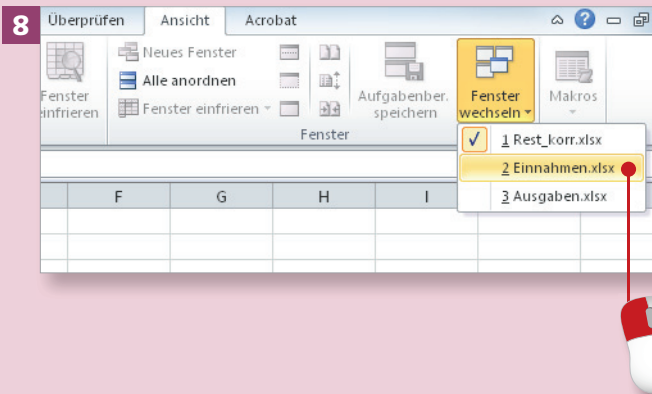 8
Überprüfen Ansicht Acrobat
Fenster einfrieren
Neues Fenster
Alle anordnen
Fenster einfrieren
Aufgabenber. speichern
Fenster wechseln
Makros
Fenster
1 Rest_korr.xlsx
2 Einnahmen.xlsx
3 Ausgaben.xlsx
F G H I